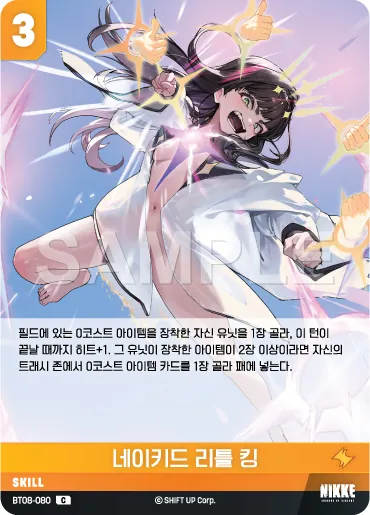 3
SAMPLE
필드에 있는 0코스트 아이템을 장착한 자신 유닛을 1장 골라, 이 턴이
끝날 때까지 히트+1. 그 유닛이 장착한 아이템이 2장 이상이라면 자신의
트래시 존에서 0코스트 아이템 카드를 1장 골라 패에 넣는다.
네이키드 리틀 킹
SKILL
BT08-080 C
© SHIFT UP Corp.
NIKKE